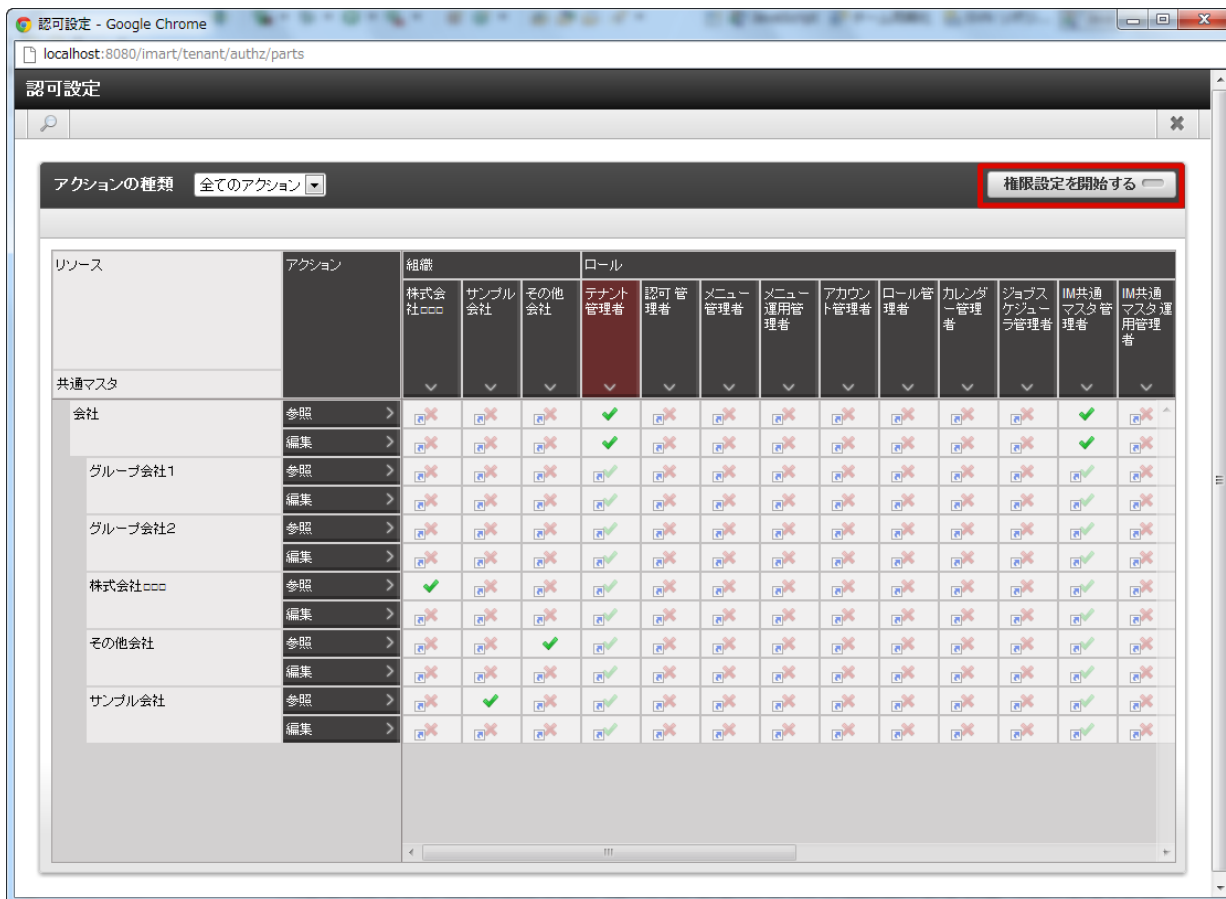 認可設定 - Google Chrome
localhost:8080/imart/tenant/authz/parts
認可設定
アクションの種類 全てのアクション 権限設定を開始する
リソース アクション 組織 ロール
株式会社□□□ サンプル会社 その他会社 テナント管理者 認可管理者 メニュー管理者 メニュー運用管理者 アカウント管理者 ロール管理者 カレンダー管理者 ジョブスケジューラ管理者 IM共通マスタ管理者 IM共通マスタ運用管理者
共通マスタ
会社 参照
編集
グループ会社1 参照
編集
グループ会社2 参照
編集
株式会社□□□ 参照
編集
その他会社 参照
編集
サンプル会社 参照
編集